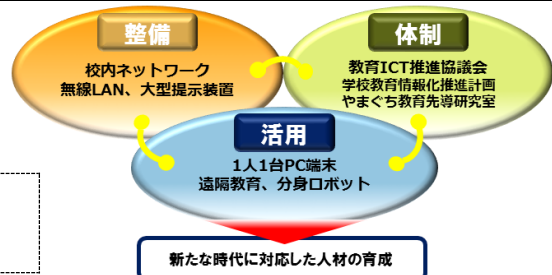 整備
校内ネットワーク
無線LAN、大型提示装置
体制
教育ICT推進協議会
学校教育情報化推進計画
やまぐち教育先導研究室
活用
1人1台PC端末
遠隔教育、分身ロボット
新たな時代に対応した人材の育成